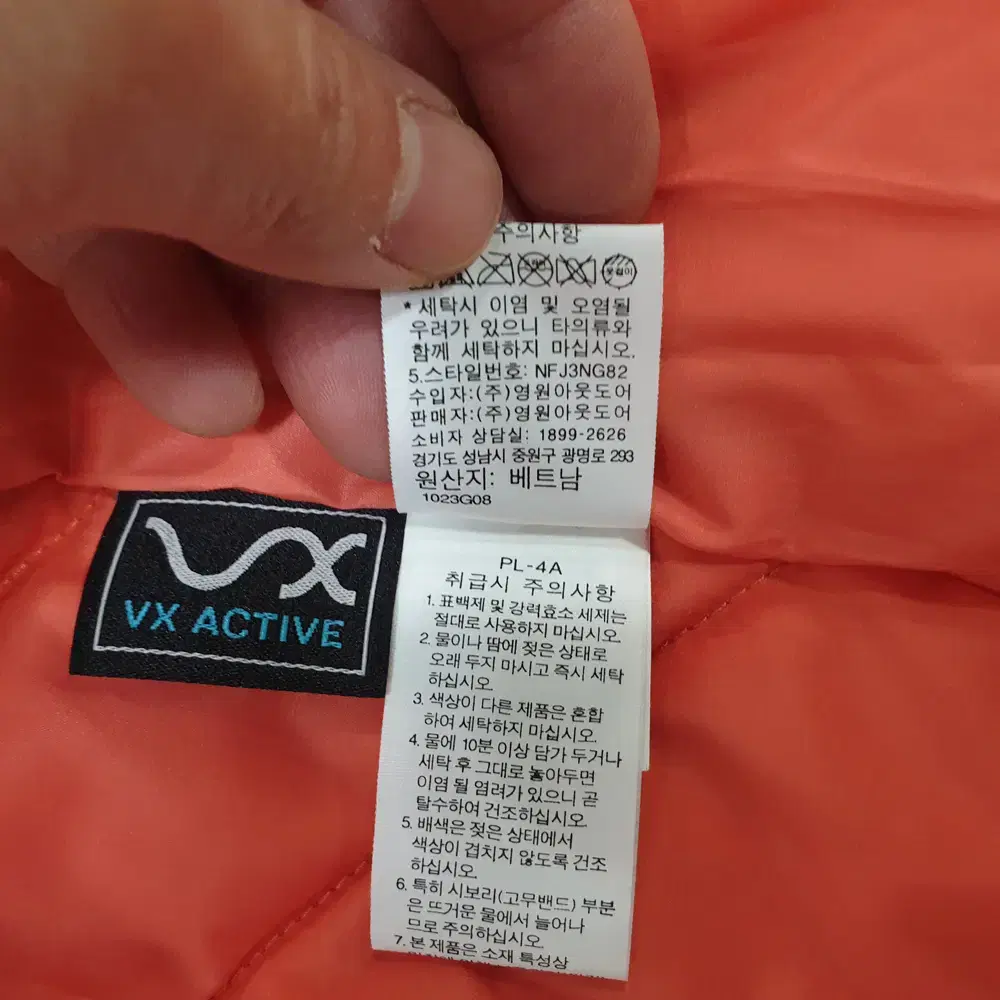 주의사항
드라이
옷걸이
* 세탁시 이염 및 오염될
우려가 있으니 타의류와
함께 세탁하지 마십시오.
5.스타일번호: NFJ3NG82
수입자:(주)영원아웃도어
판매자:(주)영원아웃도어
소비자 상담실: 1899-2626
경기도 성남시 중원구 광명로 293
원산지: 베트남
1023G08
VX
VX ACTIVE
PL-4A
취급시 주의사항
1. 표백제 및 강력효소 세제는
절대로 사용하지 마십시오.
2. 물이나 땀에 젖은 상태로
오래 두지 마시고 즉시 세탁
하십시오.
3. 색상이 다른 제품은 혼합
하여 세탁하지 마십시오.
4. 물에 10분 이상 담가 두거나
세탁 후 그대로 놓아두면
이염 될 염려가 있으니 곧
탈수하여 건조하십시오.
5. 배색은 젖은 상태에서
색상이 겹치지 않도록 건조
하십시오.
6. 특히 시보리(고무밴드) 부분
은 뜨거운 물에서 늘어나
므로 주의하십시오.
7. 본 제품은 소재 특성상